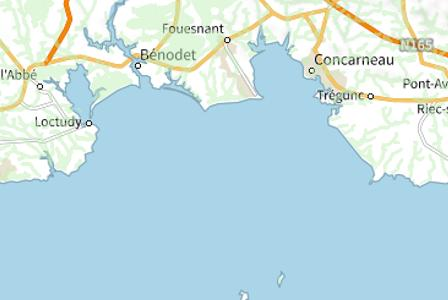 Fouesnant
N165
Bénodet
Concarneau
l'Abbé
Pont-Av
Trégunc
Riec-s
Loctudy